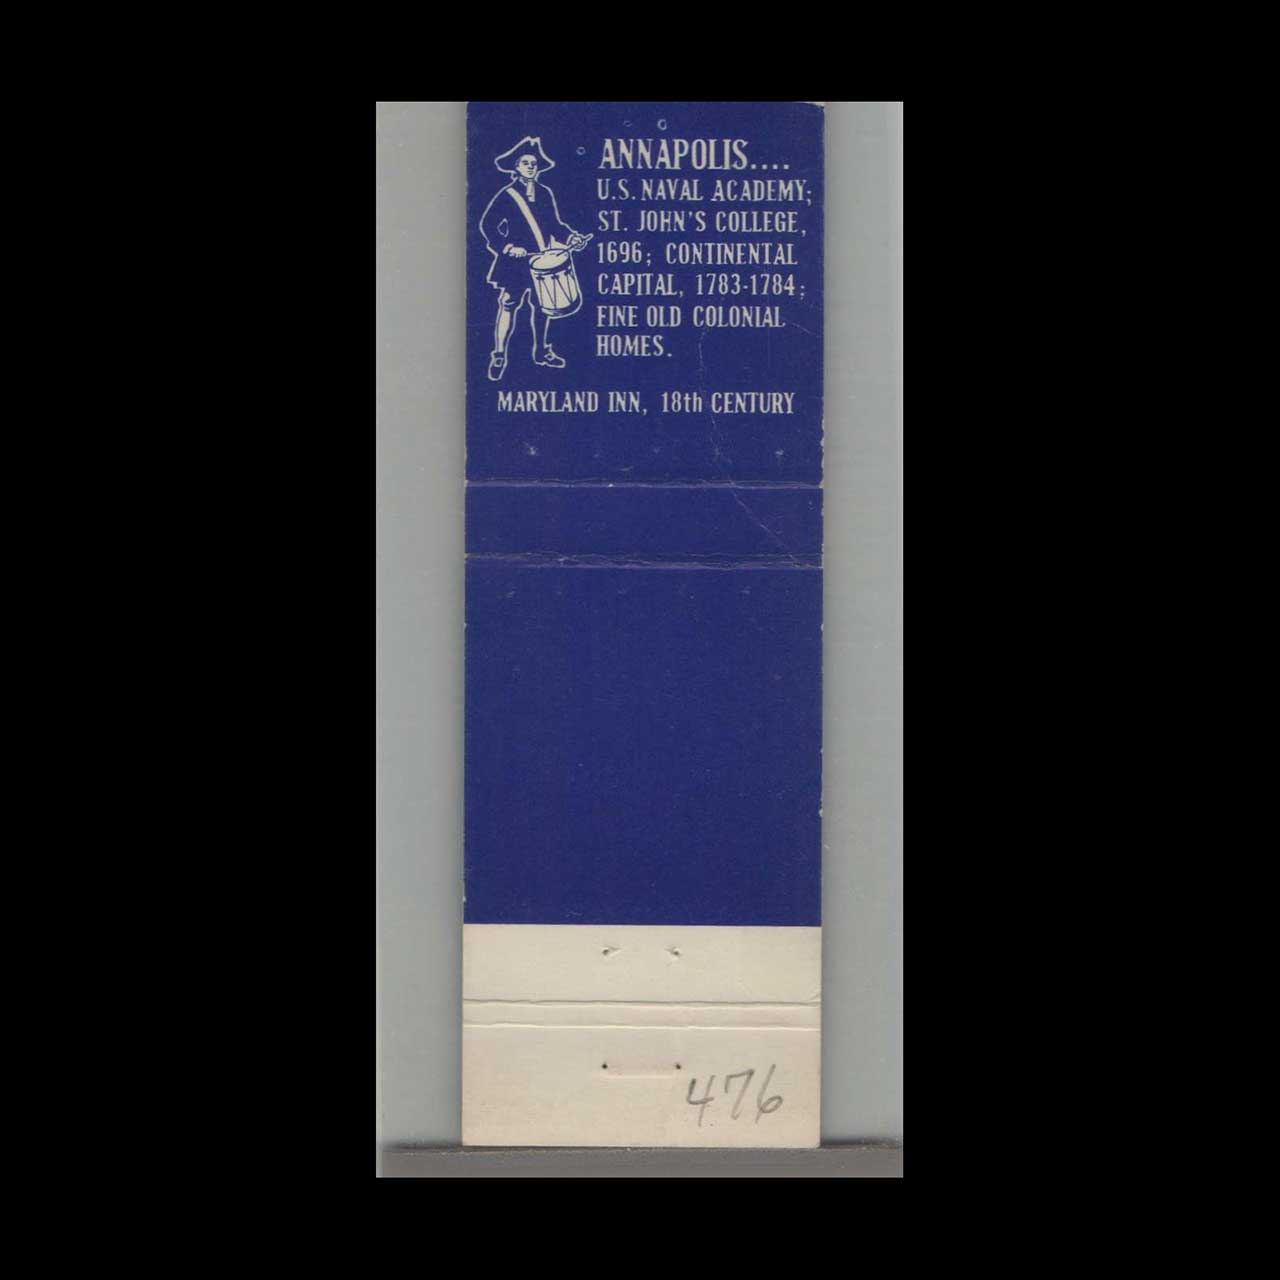 ANNAPOLIS....
U.S. NAVAL ACADEMY;
ST. JOHN'S COLLEGE,
1696; CONTINENTAL
CAPITAL, 1783-1784;
FINE OLD COLONIAL
HOMES.
MARYLAND INN, 18th CENTURY
476